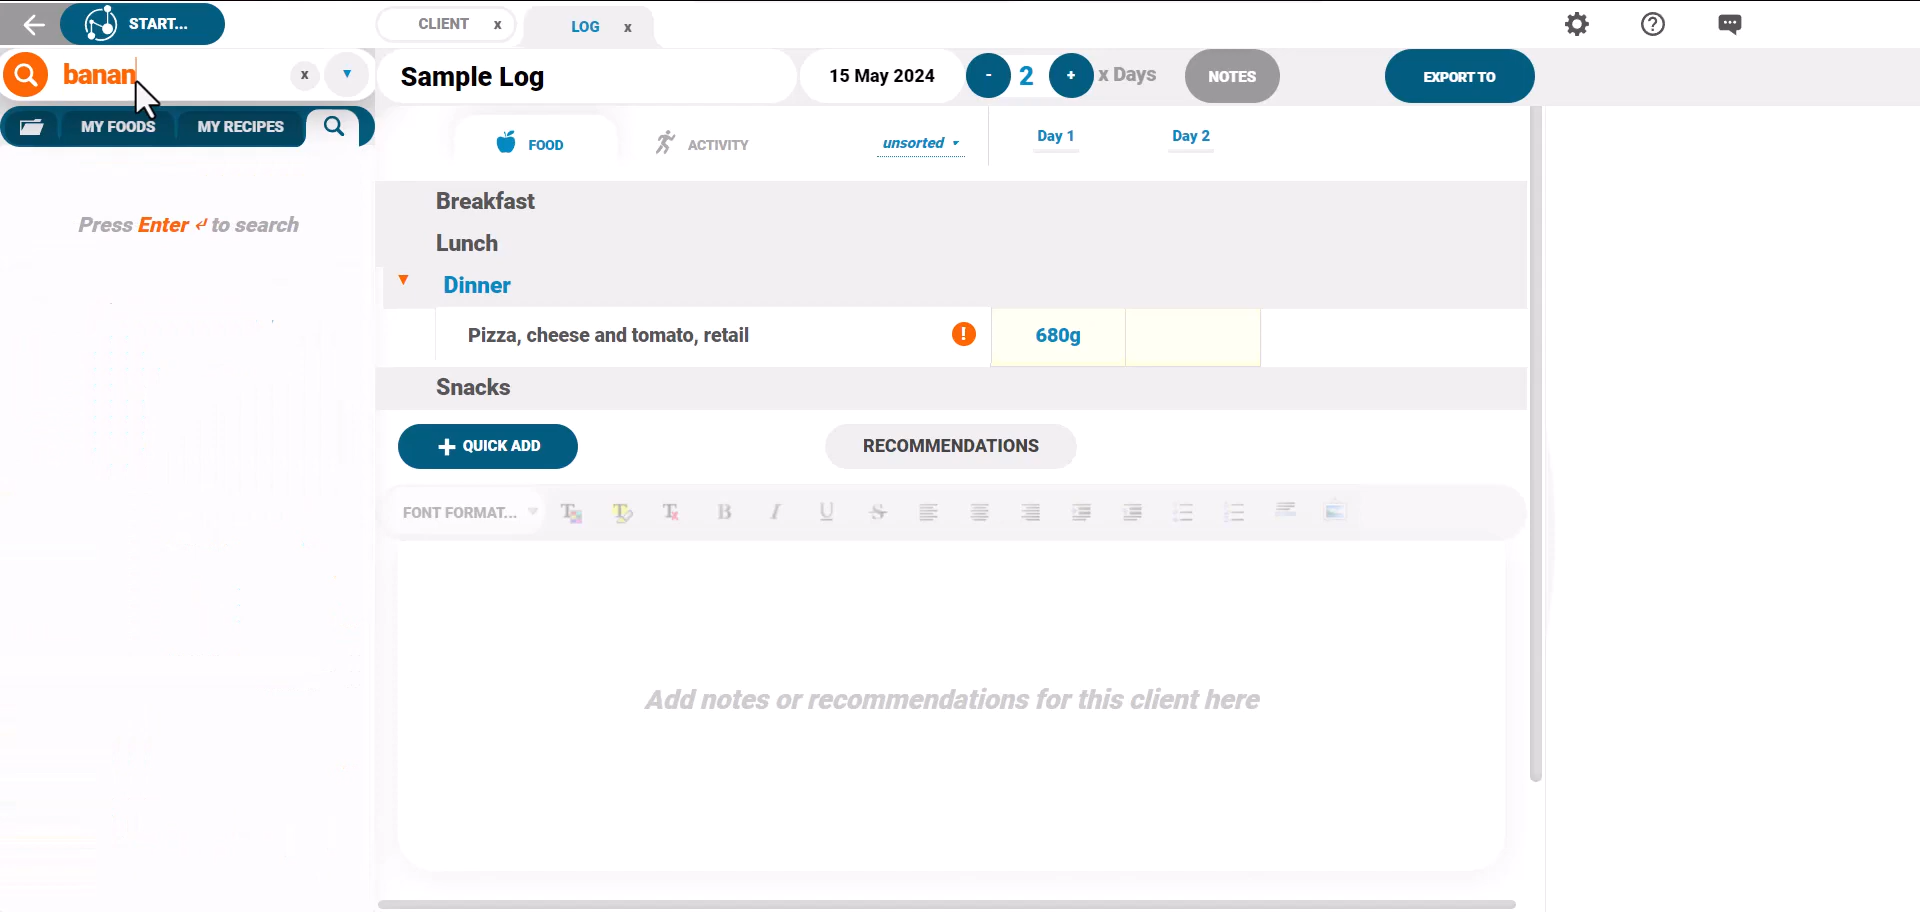 START...
CLIENT x
LOG x
banan
x
Sample Log
15 May 2024
- 2 + x Days
NOTES
EXPORT TO
MY FOODS
MY RECIPES
Press Enter ↵ to search
FOOD
ACTIVITY
unsorted
Day 1
Day 2
Breakfast
Lunch
Dinner
Pizza, cheese and tomato, retail
!
680g
Snacks
+ QUICK ADD
RECOMMENDATIONS
FONT FORMAT...
Add notes or recommendations for this client here